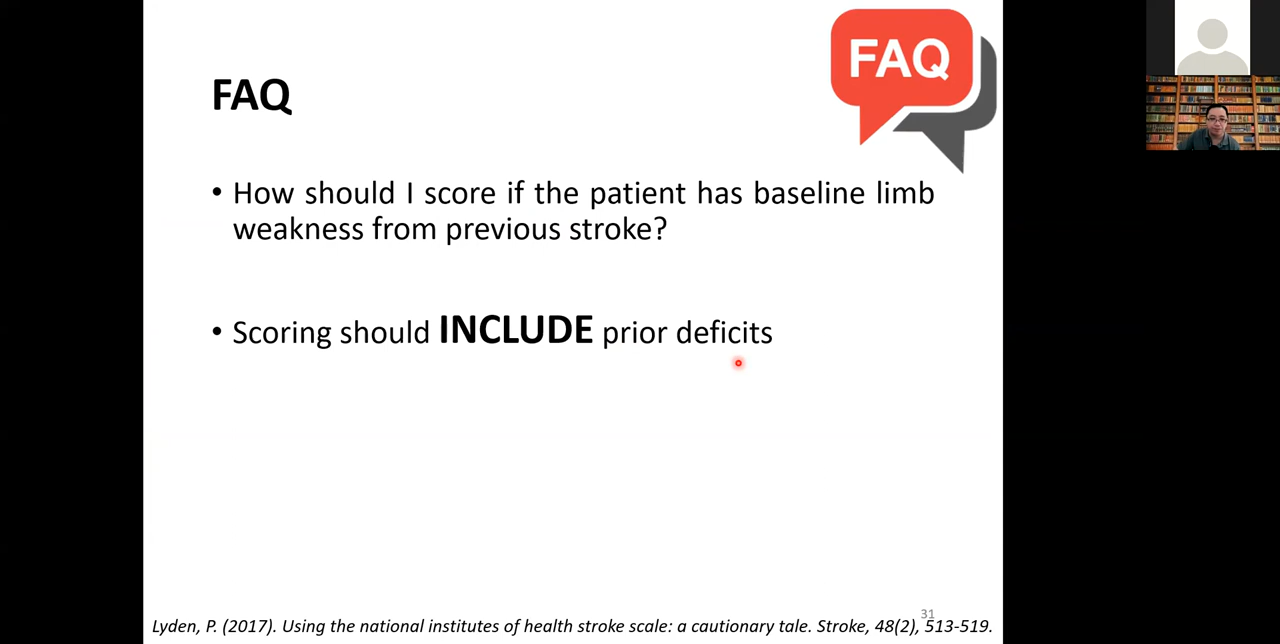 FAQ
FAQ
• How should I score if the patient has baseline limb
weakness from previous stroke?
• Scoring should INCLUDE prior deficits
31
Lyden, P. (2017). Using the national institutes of health stroke scale: a cautionary tale. Stroke, 48(2), 513-519.